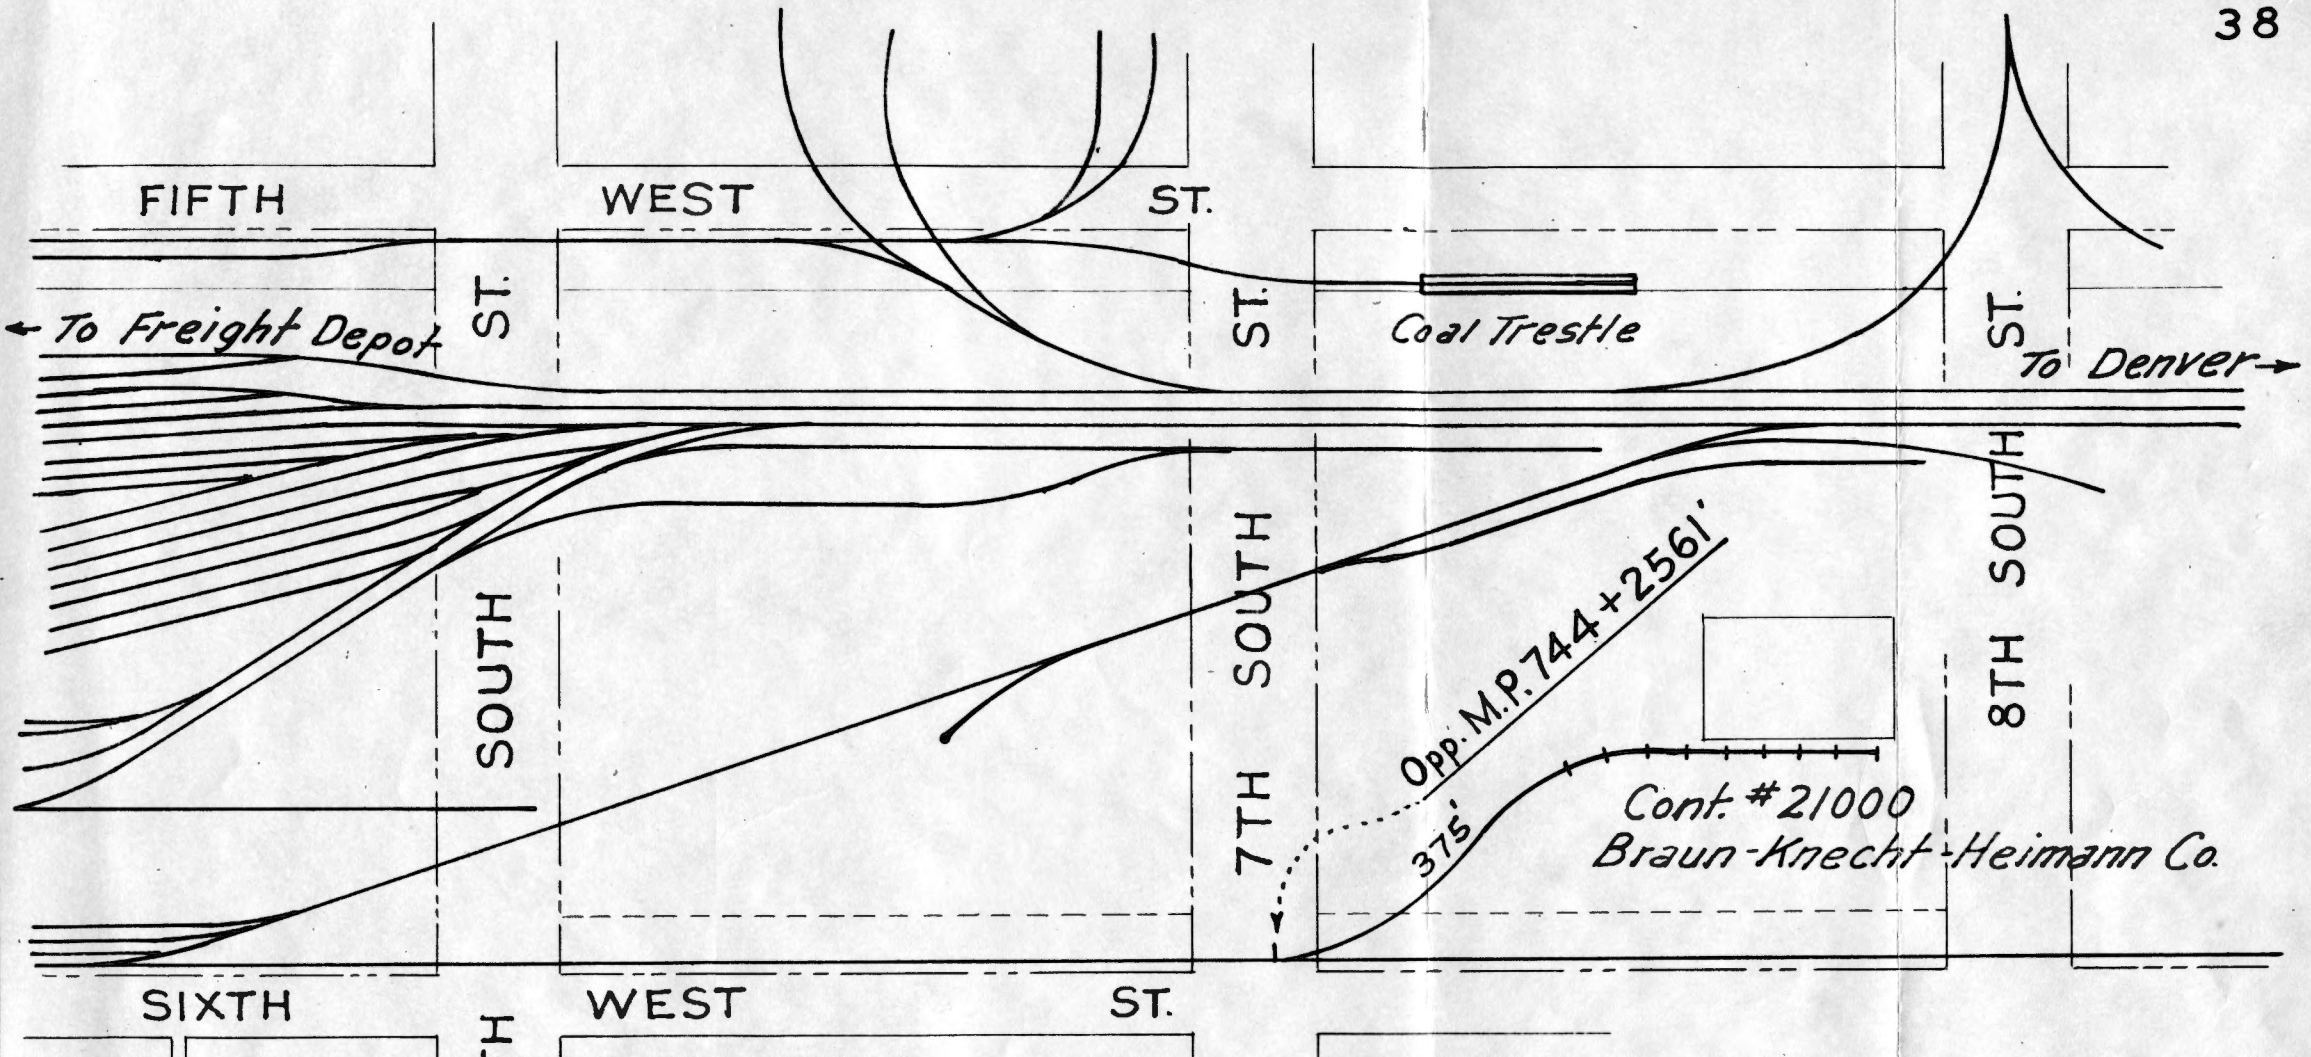 38
FIFTH WEST ST.
ST.
ST.
ST.
← To Freight Depot
Coal Trestle
To Denver →
SOUTH
7TH SOUTH
8TH SOUTH
Opp. M.P. 744+2561'
375'
Cont. #21000
Braun-Knecht-Heimann Co.
SIXTH WEST ST.
TH